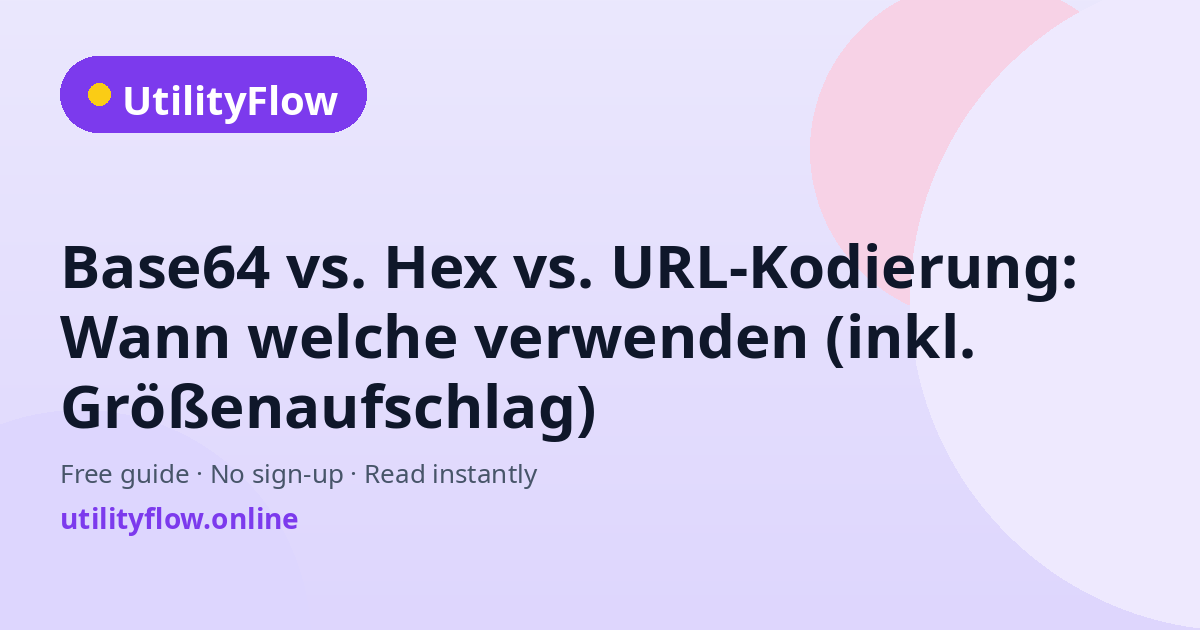 UtilityFlow
Base64 vs. Hex vs. URL-Kodierung:
Wann welche verwenden (inkl.
Größenaufschlag)
Free guide · No sign-up · Read instantly
utilityflow.online